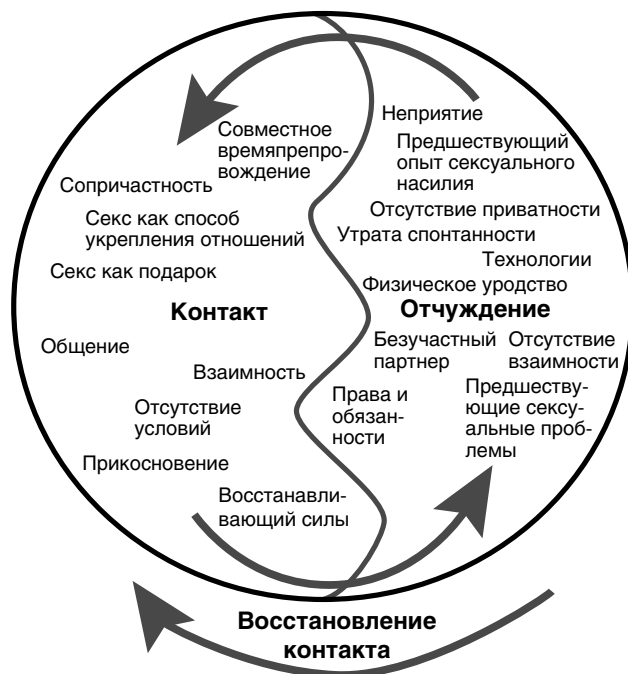 Неприятие
Совместное
времяпрепро-
вождение
Предшествующий
опыт сексуального
насилия
Сопричастность
Отсутствие приватности
Секс как способ
укрепления отношений
Утрата спонтанности
Технологии
Секс как подарок
Физическое уродство
Контакт
Отчуждение
Общение
Безучастный
партнер
Отсутствие
взаимности
Взаимность
Права и
обязан-
ности
Предшеству-
ющие сексу-
альные проб-
лемы
Отсутствие
условий
Прикосновение
Восстанавли-
вающий силы
Восстановление
контакта